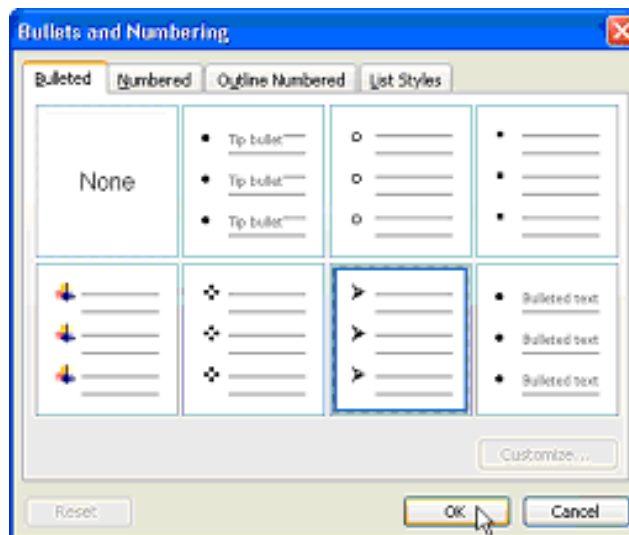 Bullets and Numbering
Bulleted Numbered Outline Numbered List Styles
None
Tip bullet
Tip bullet
Tip bullet
Bulleted text
Bulleted text
Bulleted text
Customize...
Reset OK Cancel